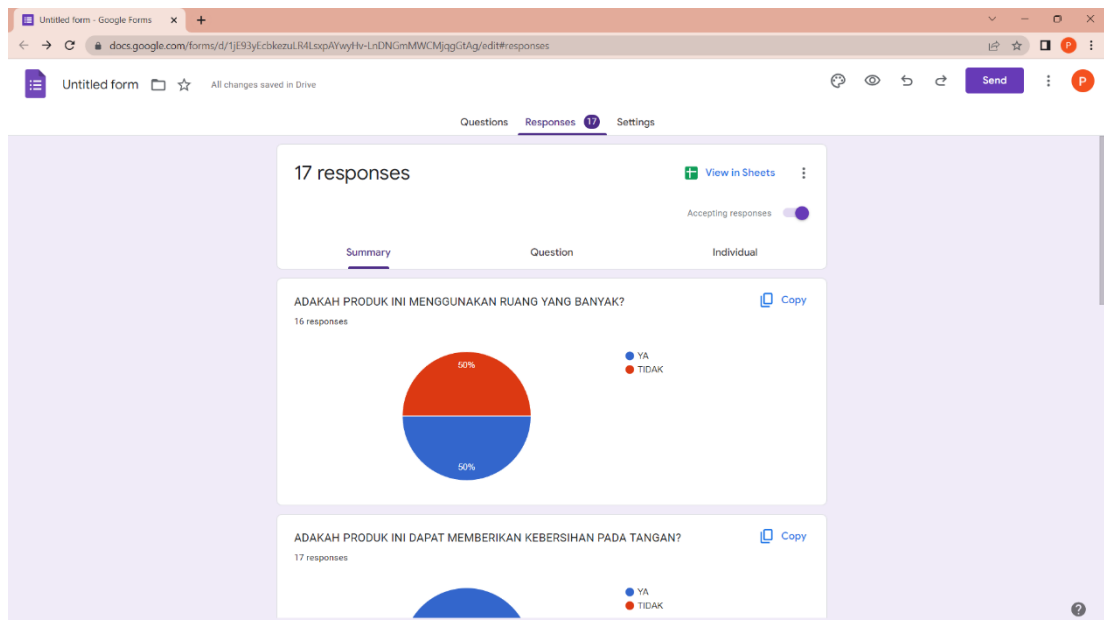 Untitled form - Google Forms
docs.google.com/forms/d/1jE93yEcbkezuLR4LsxpAYwyHv-LnDNGmMWCMjqgGtAg/edit#responses
P
Untitled form
All changes saved in Drive
Send
P
Questions
Responses 17
Settings
17 responses
View in Sheets
Accepting responses
Summary
Question
Individual
ADAKAH PRODUK INI MENGGUNAKAN RUANG YANG BANYAK?
Copy
16 responses
50%
50%
YA
TIDAK
ADAKAH PRODUK INI DAPAT MEMBERIKAN KEBERSIHAN PADA TANGAN?
Copy
17 responses
YA
TIDAK